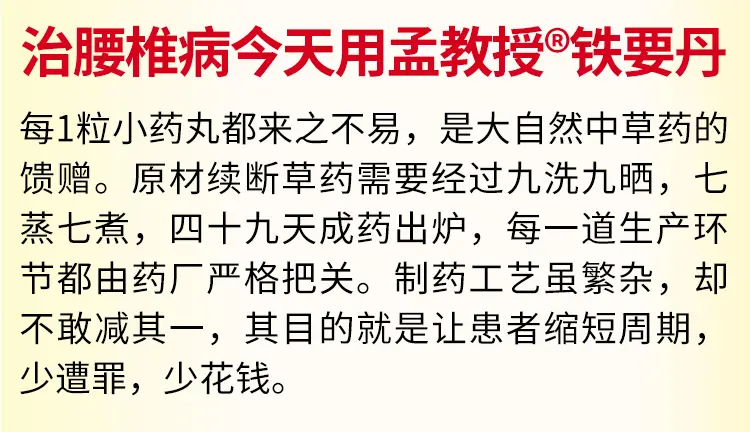 治腰椎病今天用孟教授®铁要丹
每1粒小药丸都来之不易，是大自然中草药的
馈赠。原材续断草药需要经过九洗九晒，七
蒸七煮，四十九天成药出炉，每一道生产环
节都由药厂严格把关。制药工艺虽繁杂，却
不敢减其一，其目的就是让患者缩短周期，
少遭罪，少花钱。